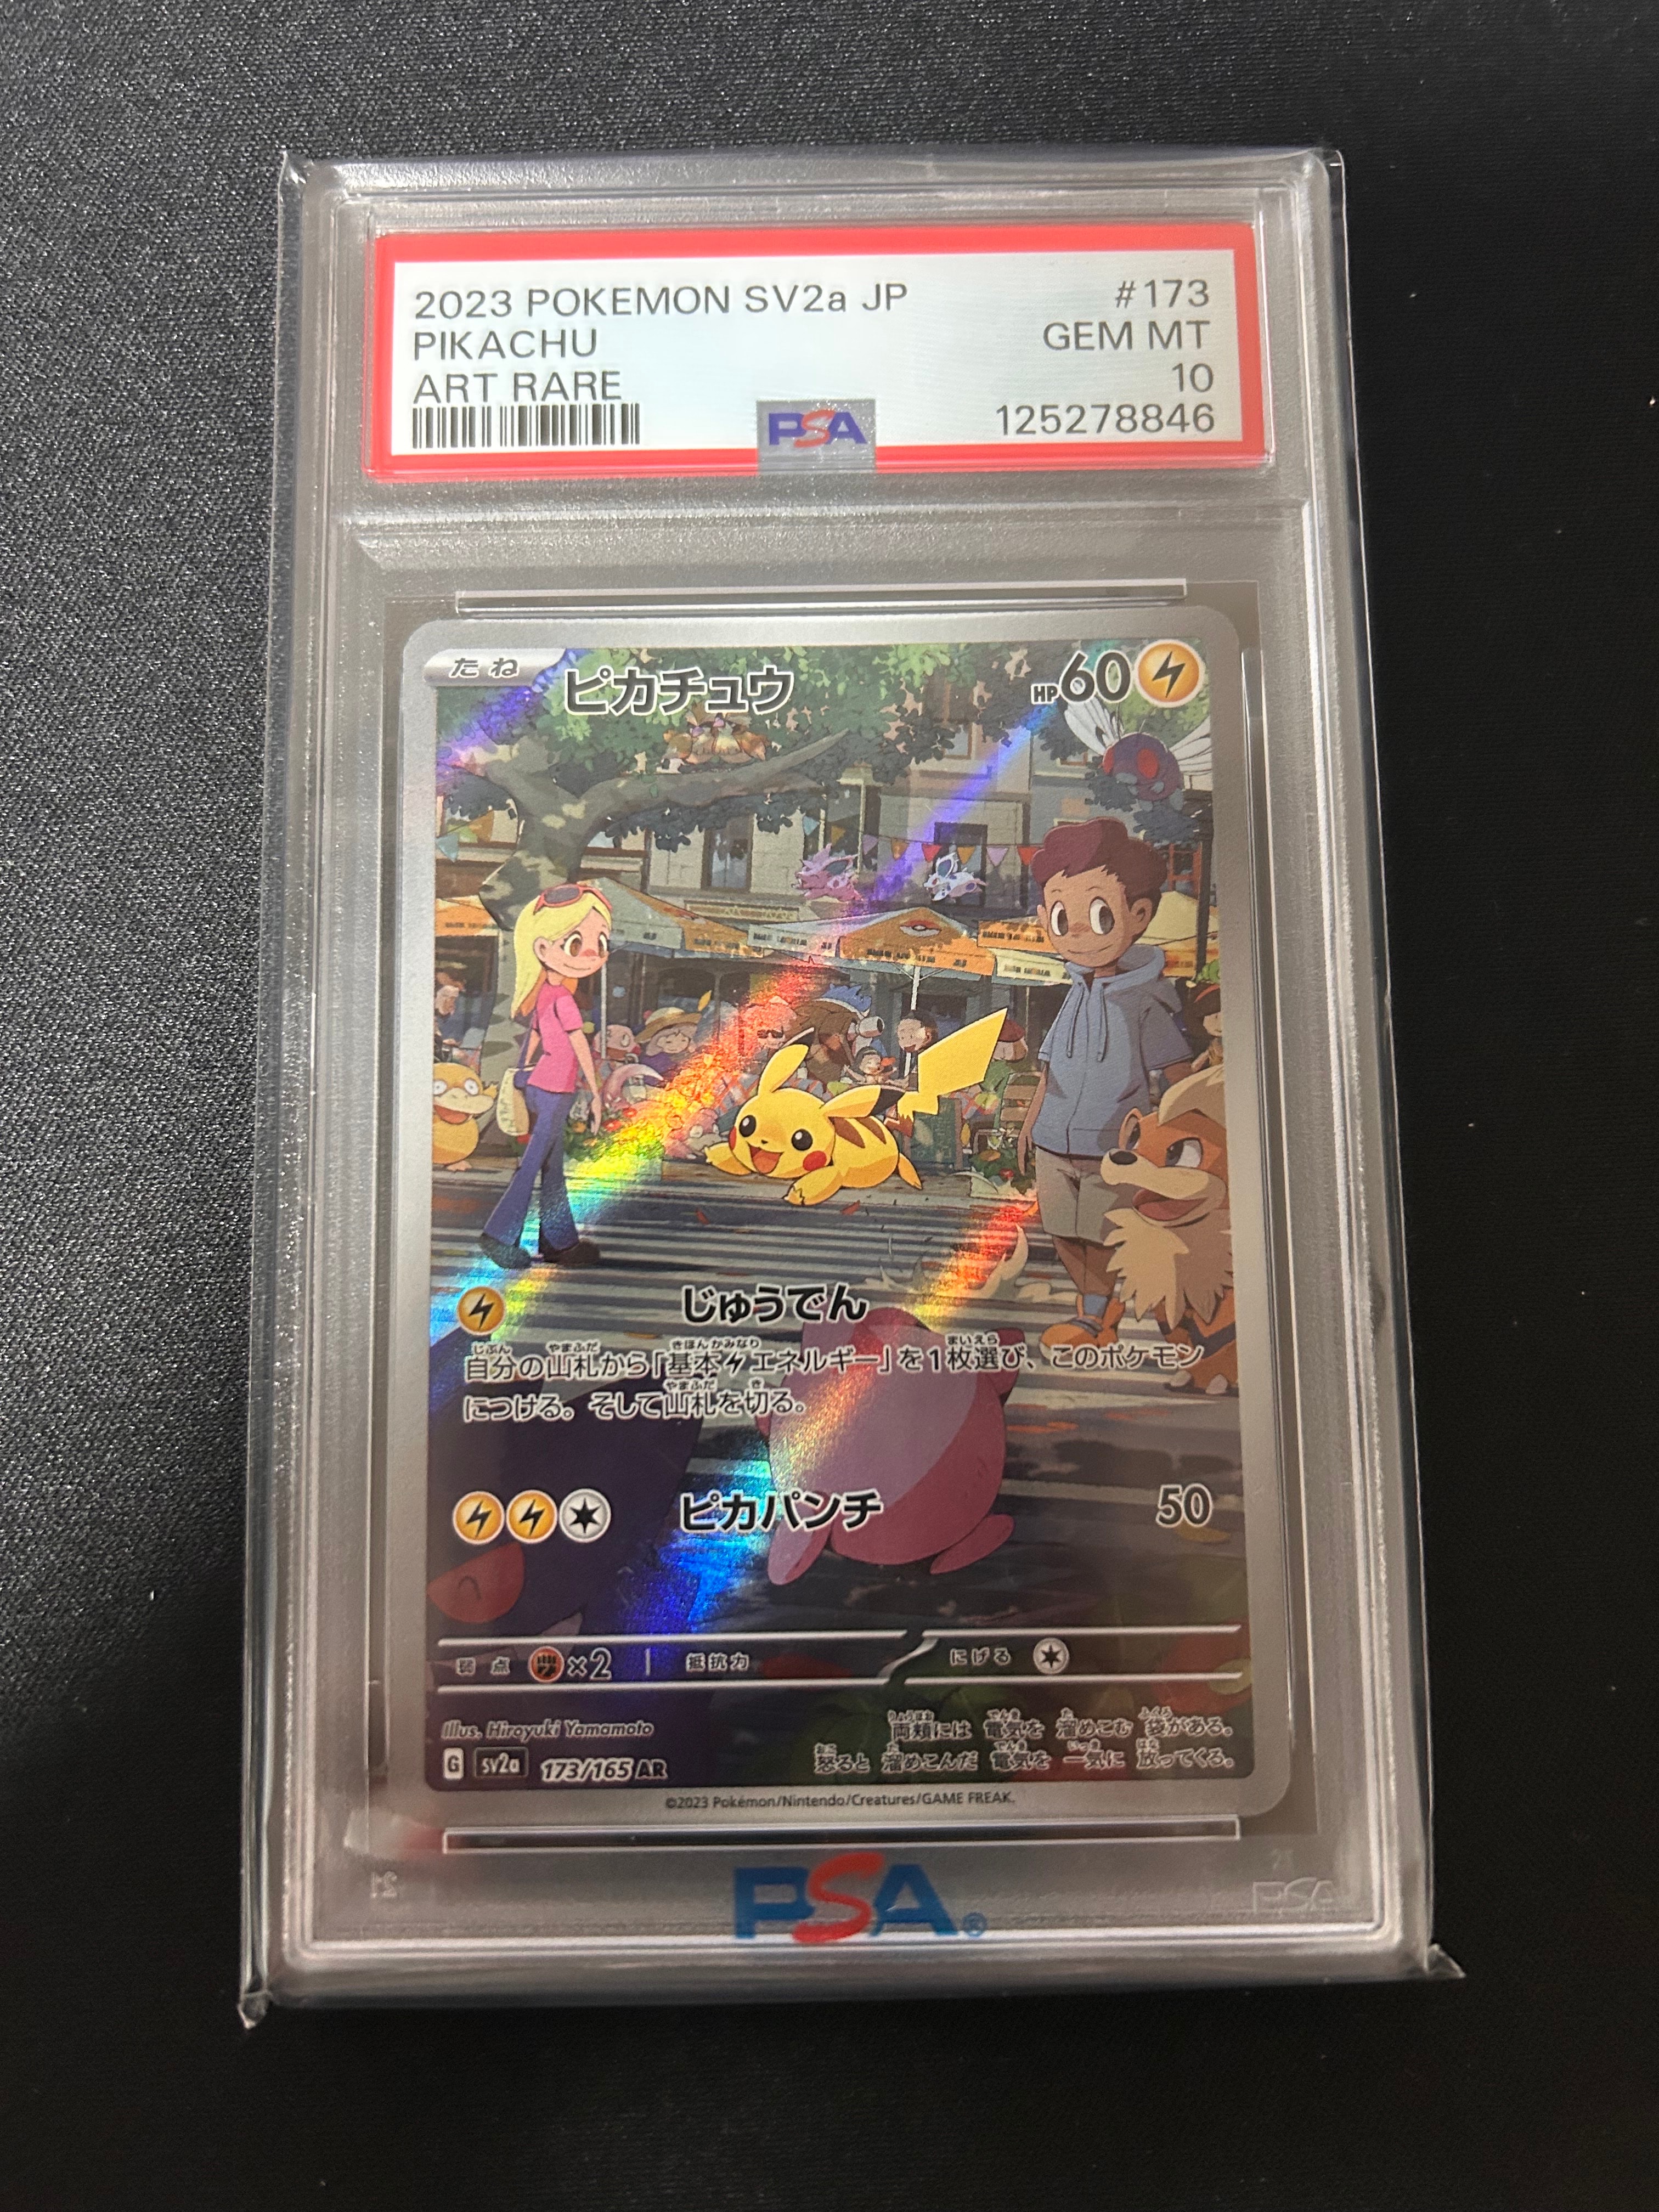 2023 POKEMON SV2a JP #173
PIKACHU GEM MT
ART RARE 10
PSA 125278846
たね ピカチュウ HP60
じゅうでん
自分の山札から「基本エネルギー」を1枚選び、このポケモン
につける。そして山札を切る。
ピカパンチ 50
弱点 ×2 抵抗力 にげる
Illus. Hiroyuki Yamamoto
両頬には 電気を 溜めこむ 袋がある。
怒ると 溜めこんだ 電気を 一気に 放ってくる。
G sv2a 173/165 AR
©2023 Pokémon/Nintendo/Creatures/GAME FREAK.
PSA®
PSA